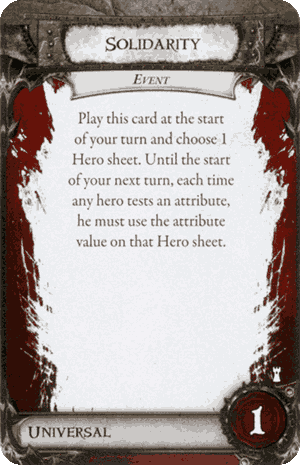 Solidarity
Event
Play this card at the start
of your turn and choose 1
Hero sheet. Until the start
of your next turn, each time
any hero tests an attribute,
he must use the attribute
value on that Hero sheet.
Universal
1